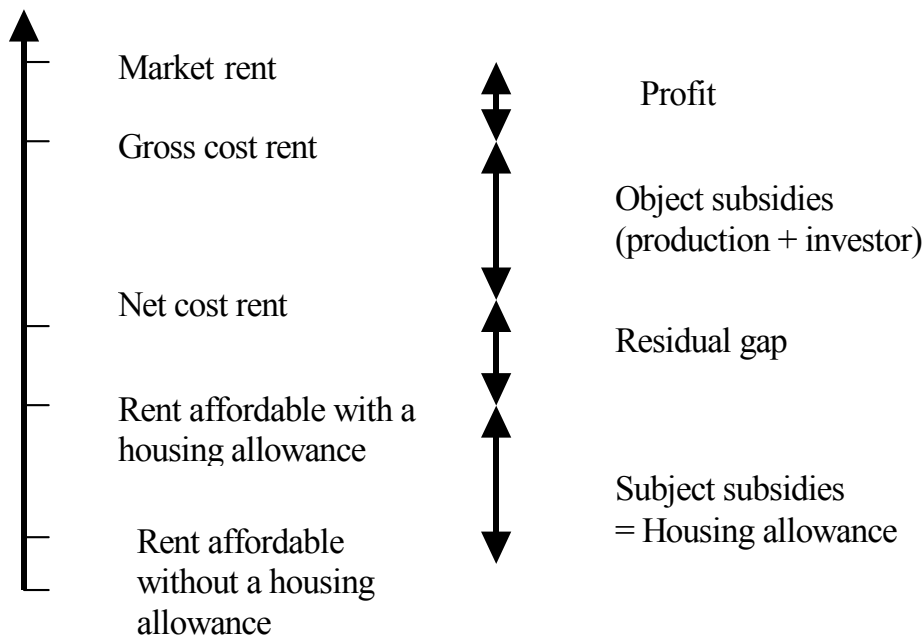 Market rent
Profit
Gross cost rent
Object subsidies
(production + investor)
Net cost rent
Residual gap
Rent affordable with a
housing allowance
Subject subsidies
= Housing allowance
Rent affordable
without a housing
allowance